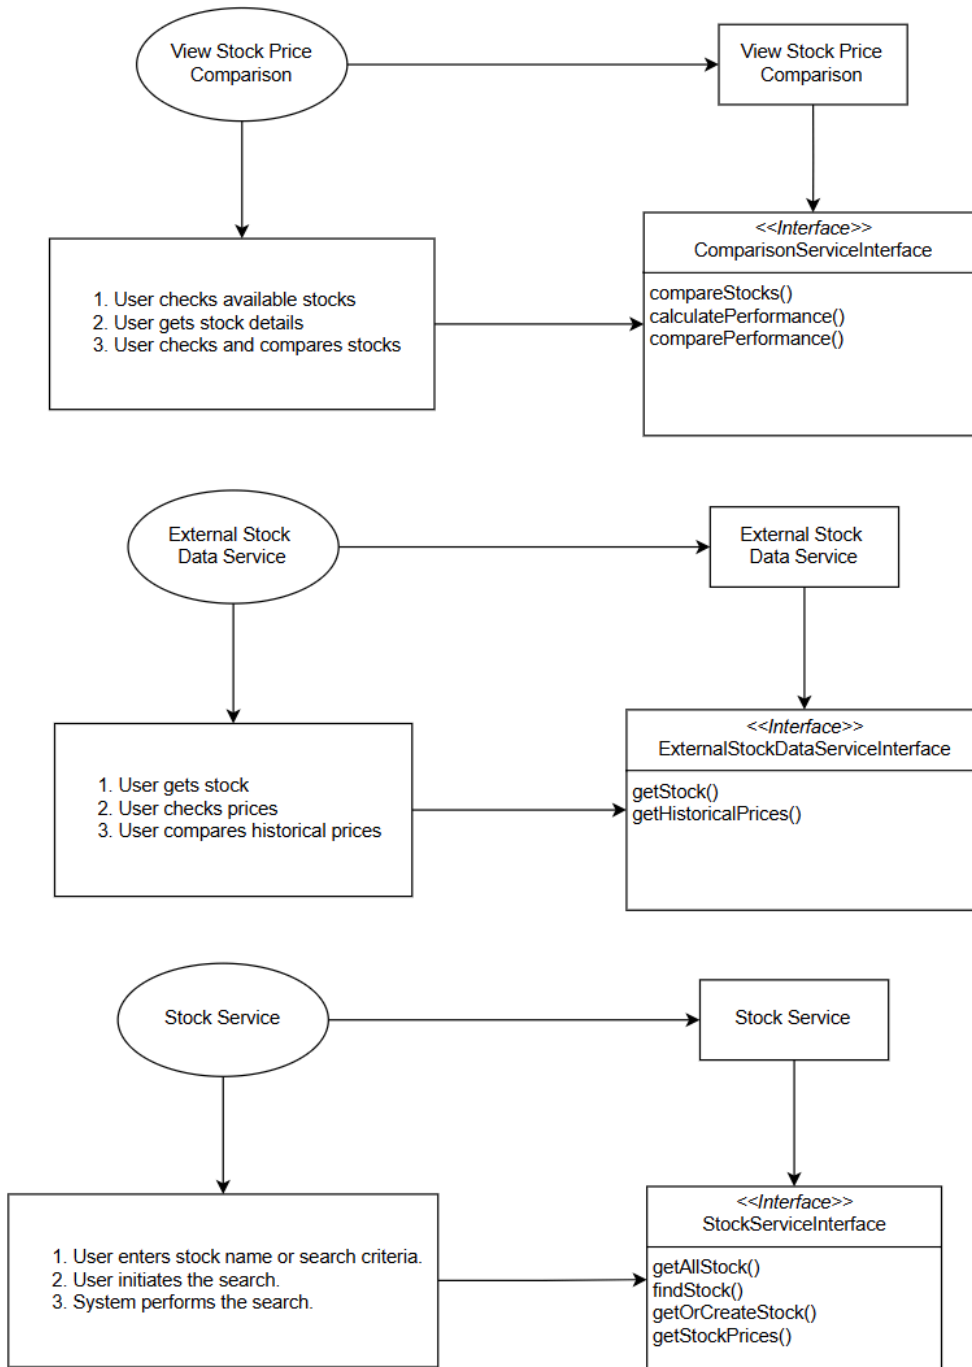 View Stock Price
Comparison
View Stock Price
Comparison
<<Interface>>
ComparisonServiceInterface
1. User checks available stocks
2. User gets stock details
3. User checks and compares stocks
compareStocks()
calculatePerformance()
comparePerformance()
External Stock
Data Service
External Stock
Data Service
<<Interface>>
ExternalStockDataServiceInterface
1. User gets stock
2. User checks prices
3. User compares historical prices
getStock()
getHistoricalPrices()
Stock Service
Stock Service
<<Interface>>
StockServiceInterface
1. User enters stock name or search criteria.
2. User initiates the search.
3. System performs the search.
getAllStock()
findStock()
getOrCreateStock()
getStockPrices()